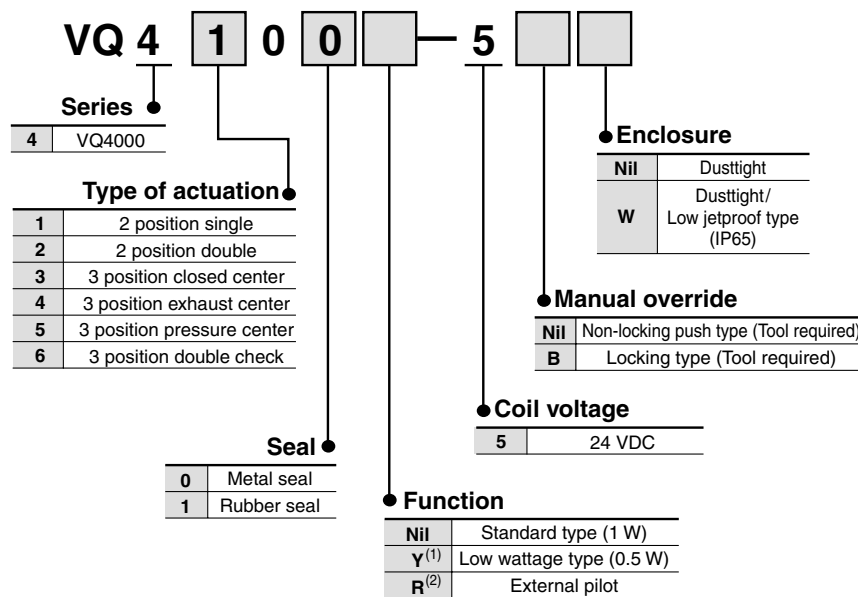 VQ 4 1 0 0 — 5
Series
4 VQ4000
Type of actuation
1 2 position single
2 2 position double
3 3 position closed center
4 3 position exhaust center
5 3 position pressure center
6 3 position double check
Seal
0 Metal seal
1 Rubber seal
Function
Nil Standard type (1 W)
Y(1) Low wattage type (0.5 W)
R(2) External pilot
Coil voltage
5 24 VDC
Manual override
Nil Non-locking push type (Tool required)
B Locking type (Tool required)
Enclosure
Nil Dusttight
W Dusttight/
Low jetproof type
(IP65)